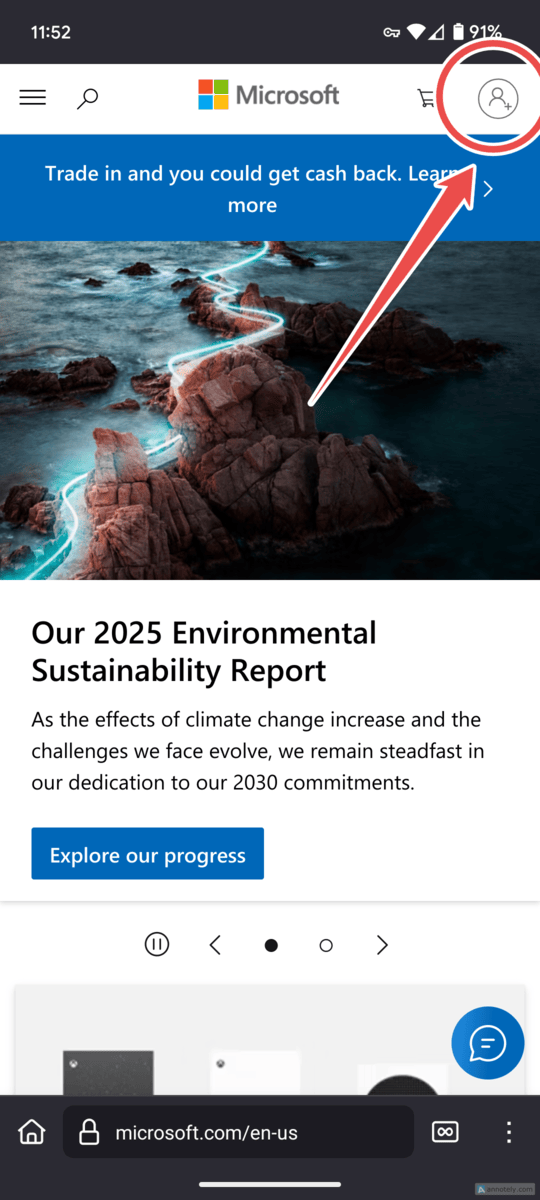 11:52
91%
Microsoft
Trade in and you could get cash back. Learn
more
Our 2025 Environmental
Sustainability Report
As the effects of climate change increase and the
challenges we face evolve, we remain steadfast in
our dedication to our 2030 commitments.
Explore our progress
microsoft.com/en-us
annotely.com